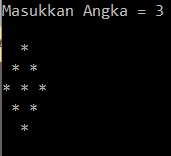 Masukkan Angka = 3
*
* *
* * *
* *
*